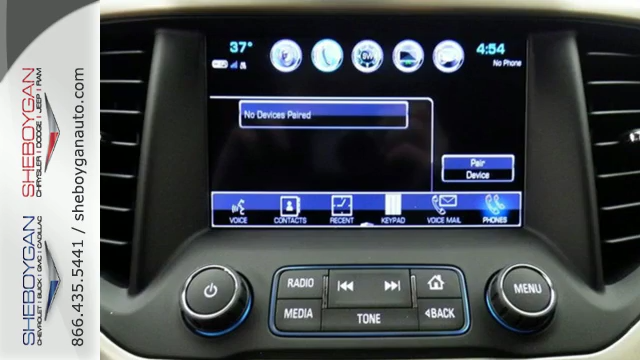 37°
4:54
No Phone
No Devices Paired
Pair
Device
VOICE
CONTACTS
RECENT
KEYPAD
VOICE MAIL
PHONES
RADIO
MEDIA
TONE
BACK
MENU
SHEBOYGAN
CHRYSLER | DODGE | JEEP | RAM
SHEBOYGAN
CHEVROLET | BUICK | GMC | CADILLAC
866.435.5441 / sheboyganauto.com